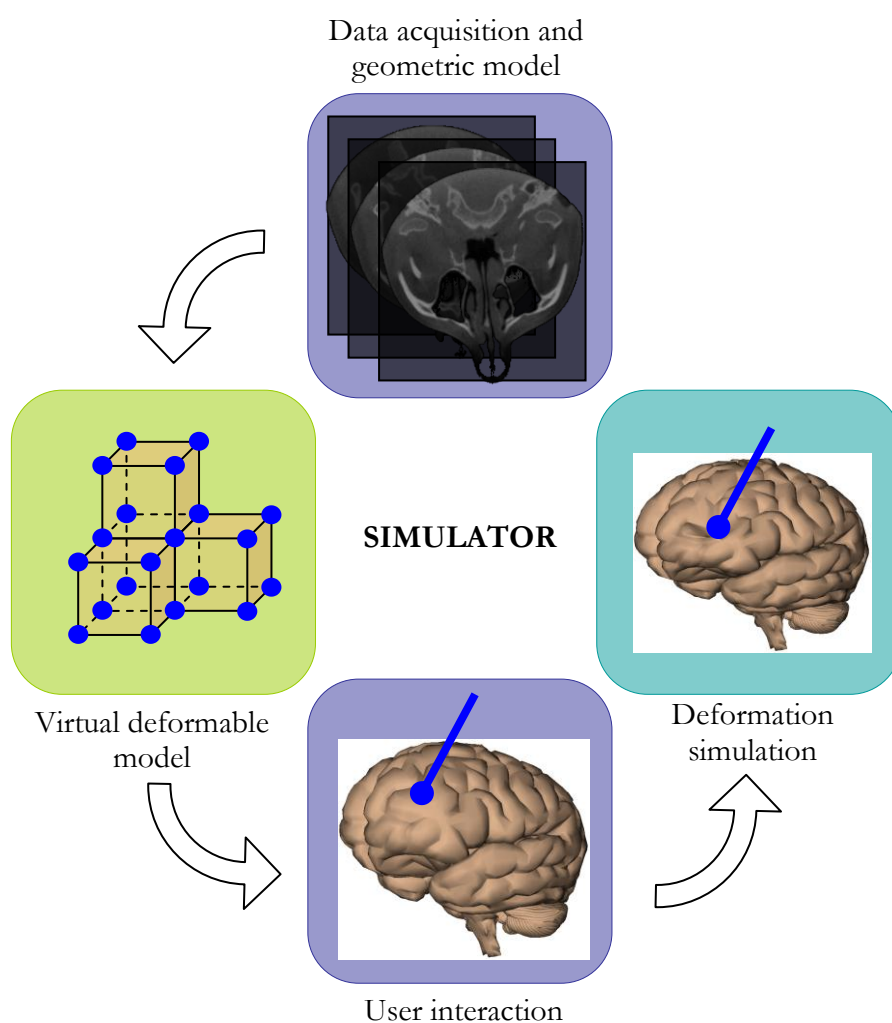 Data acquisition and
geometric model
SIMULATOR
Virtual deformable
model
Deformation
simulation
User interaction